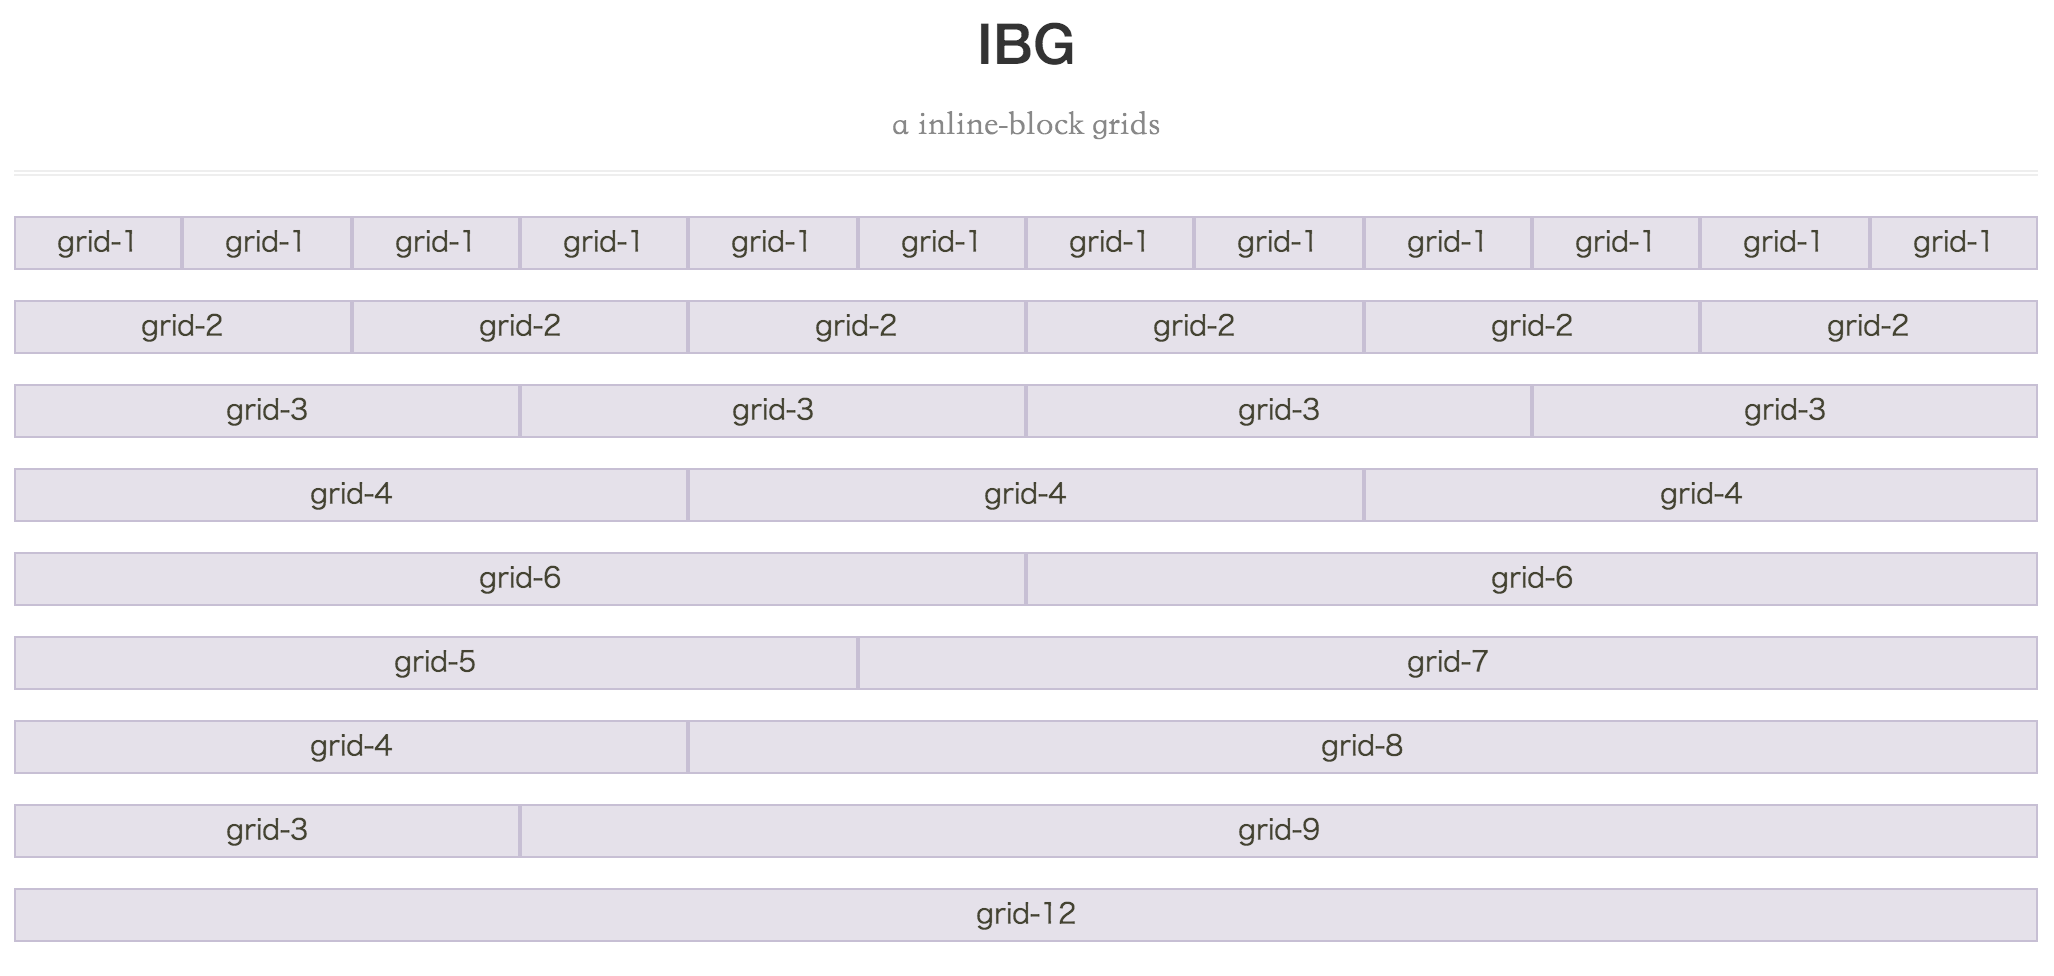 IBG
a inline-block grids
grid-1 grid-1 grid-1 grid-1 grid-1 grid-1 grid-1 grid-1 grid-1 grid-1 grid-1 grid-1
grid-2 grid-2 grid-2 grid-2 grid-2 grid-2
grid-3 grid-3 grid-3 grid-3
grid-4 grid-4 grid-4
grid-6 grid-6
grid-5 grid-7
grid-4 grid-8
grid-3 grid-9
grid-12